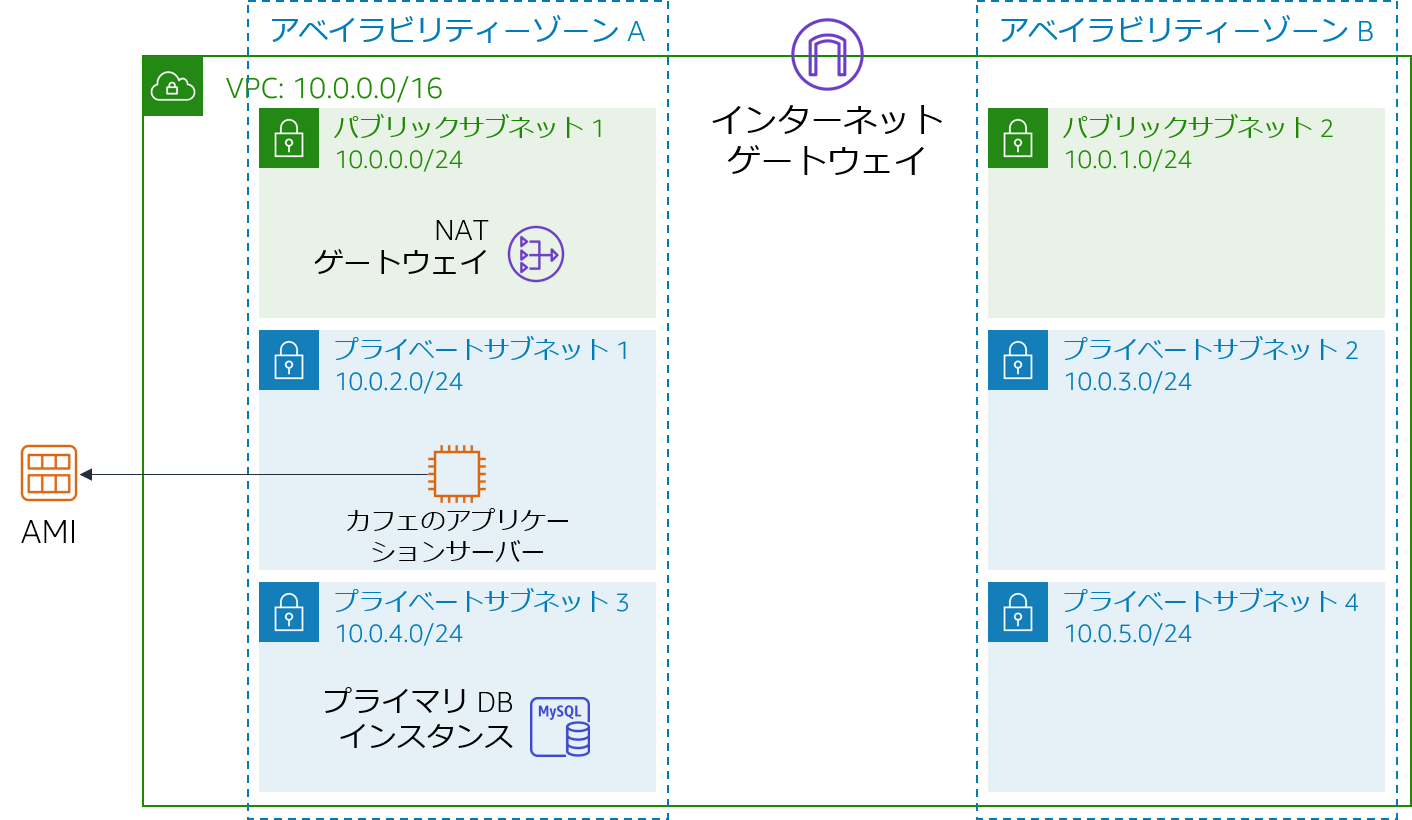 アベイラビリティーゾーン A
アベイラビリティーゾーン B
VPC: 10.0.0.0/16
インターネット
ゲートウェイ
パブリックサブネット 1
10.0.0.0/24
NAT
ゲートウェイ
パブリックサブネット 2
10.0.1.0/24
プライベートサブネット 1
10.0.2.0/24
カフェのアプリケー
ションサーバー
プライベートサブネット 2
10.0.3.0/24
AMI
プライベートサブネット 3
10.0.4.0/24
プライマリ DB
インスタンス
MySQL
プライベートサブネット 4
10.0.5.0/24